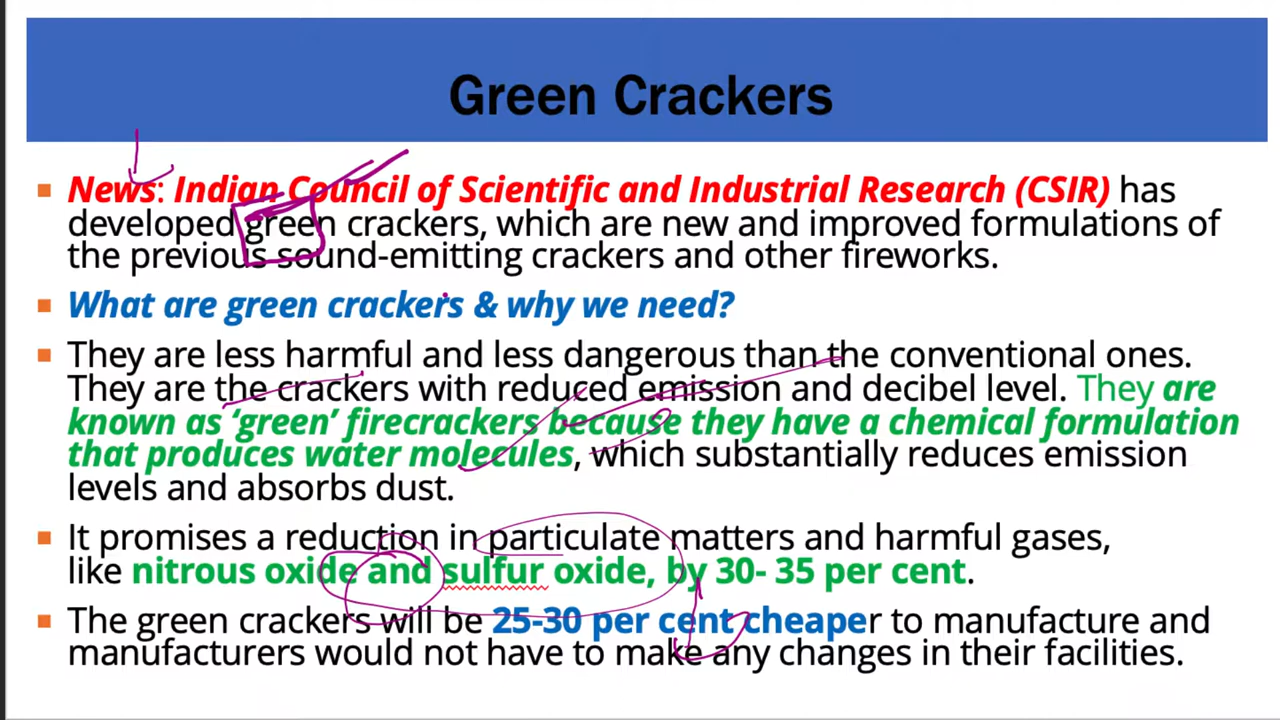 Green Crackers
News: Indian Council of Scientific and Industrial Research (CSIR) has
developed green crackers, which are new and improved formulations of
the previous sound-emitting crackers and other fireworks.
What are green crackers & why we need?
They are less harmful and less dangerous than the conventional ones.
They are the crackers with reduced emission and decibel level. They are
known as ‘green’ firecrackers because they have a chemical formulation
that produces water molecules, which substantially reduces emission
levels and absorbs dust.
It promises a reduction in particulate matters and harmful gases,
like nitrous oxide and sulfur oxide, by 30- 35 per cent.
The green crackers will be 25-30 per cent cheaper to manufacture and
manufacturers would not have to make any changes in their facilities.